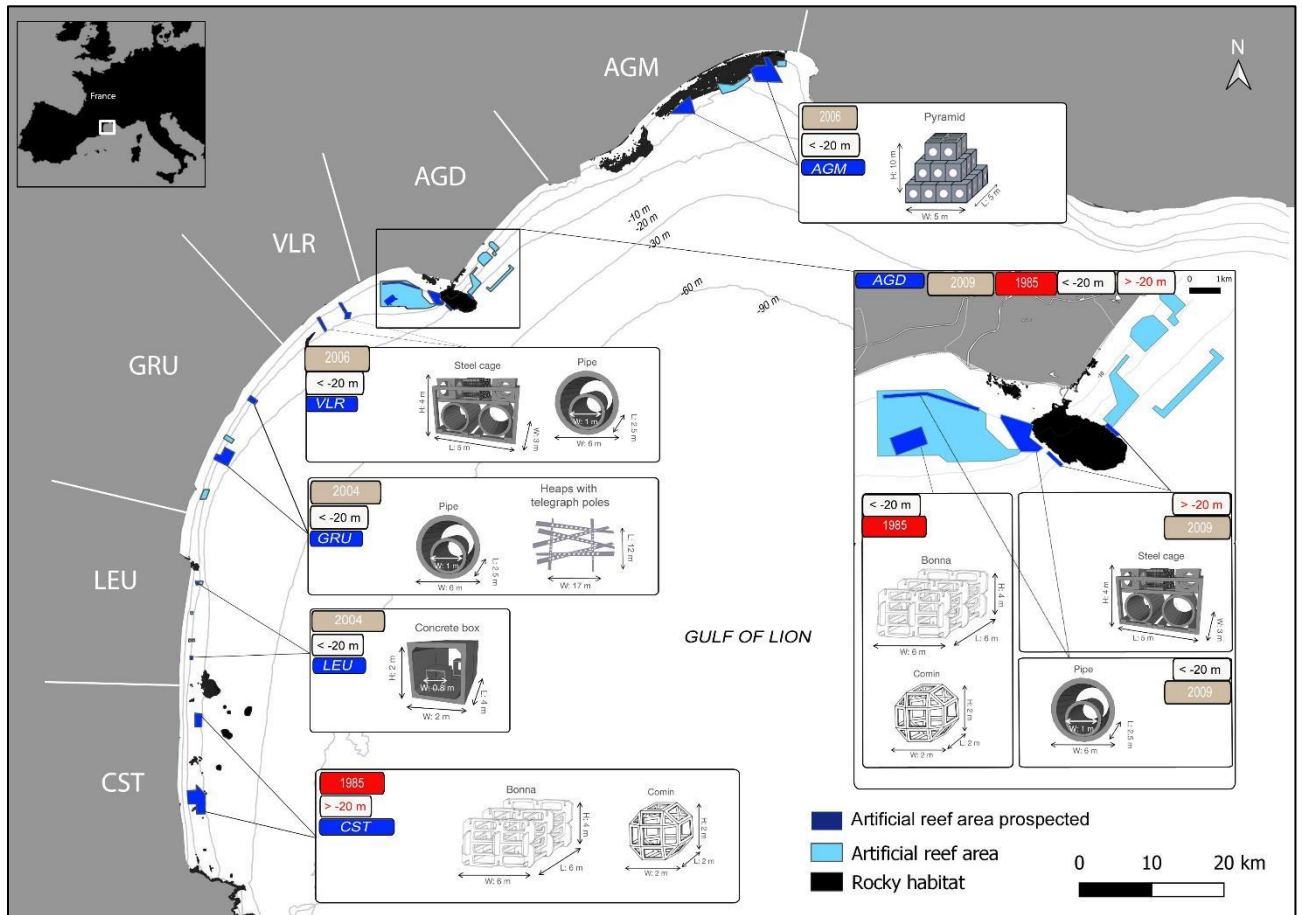 France
N
AGM
AGD
VLR
GRU
LEU
CST
-10 m
-20 m
-30 m
-60 m
-90 m
GULF OF LION
2006
< -20 m
AGM
Pyramid
H: 10 m
W: 5 m
L: 5 m
2006
< -20 m
VLR
Steel cage
H: 4 m
L: 5 m
W: 3 m
Pipe
W: 1 m
W: 6 m
L: 2.5 m
2004
< -20 m
GRU
Pipe
W: 1 m
W: 6 m
L: 2.5 m
Heaps with
telegraph poles
L: 12 m
W: 17 m
2004
< -20 m
LEU
Concrete box
H: 2 m
W: 0.8 m
W: 2 m
L: 4 m
1985
> -20 m
CST
Bonna
H: 4 m
W: 6 m
L: 6 m
Comin
H: 2 m
W: 2 m
L: 2 m
AGD 2009 1985 < -20 m > -20 m
0 1km
-10
< -20 m
1985
Bonna
H: 4 m
W: 6 m
L: 6 m
Comin
H: 2 m
W: 2 m
L: 2 m
> -20 m
2009
Steel cage
H: 4 m
L: 5 m
W: 3 m
< -20 m
2009
Pipe
W: 1 m
W: 6 m
L: 2.5 m
Artificial reef area prospected
Artificial reef area
Rocky habitat
0 10 20 km